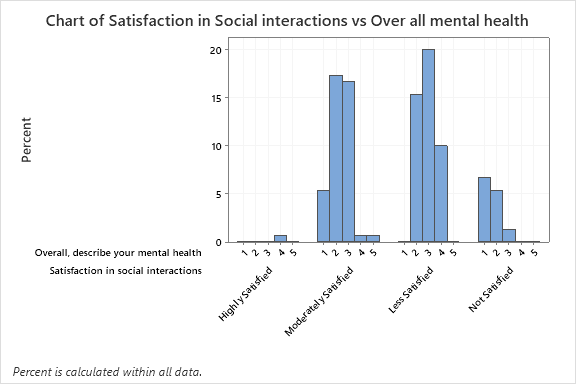 Chart of Satisfaction in Social interactions vs Over all mental health
20
15
10
5
0
Percent
Overall, describe your mental health 1 2 3 4 5 1 2 3 4 5 1 2 3 4 5 1 2 3 4 5
Satisfaction in social interactions Highly Satisfied Moderately Satisfied Less Satisfied Not Satisfied
Percent is calculated within all data.